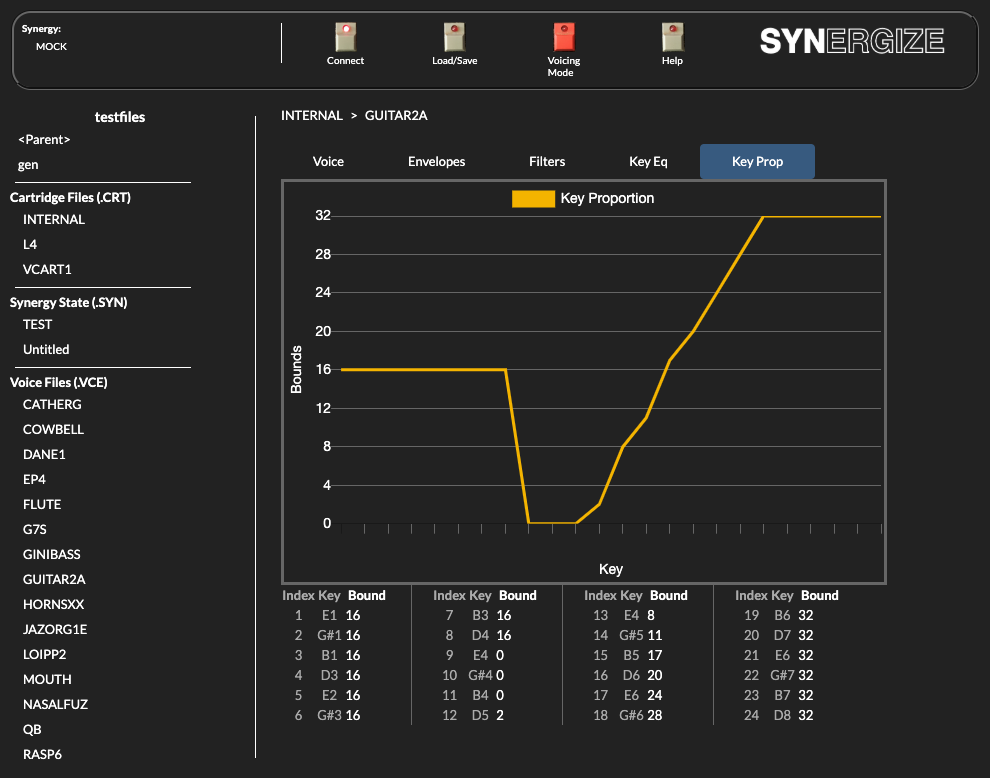 Synergy:
MOCK
Connect
Load/Save
Voicing
Mode
Help
SYNERGIZE
testfiles
<Parent>
gen
Cartridge Files (.CRT)
INTERNAL
L4
VCART1
Synergy State (.SYN)
TEST
Untitled
Voice Files (.VCE)
CATHERG
COWBELL
DANE1
EP4
FLUTE
G7S
GINIBASS
GUITAR2A
HORNSXX
JAZORG1E
LOIPP2
MOUTH
NASALFUZ
QB
RASP6
INTERNAL > GUITAR2A
Voice Envelopes Filters Key Eq Key Prop
Key Proportion
32
28
24
20
16
12
8
4
0
Bounds
Key
Index Key Bound
1 E1 16
2 G#1 16
3 B1 16
4 D3 16
5 E2 16
6 G#3 16
Index Key Bound
7 B3 16
8 D4 16
9 E4 0
10 G#4 0
11 B4 0
12 D5 2
Index Key Bound
13 E4 8
14 G#5 11
15 B5 17
16 D6 20
17 E6 24
18 G#6 28
Index Key Bound
19 B6 32
20 D7 32
21 E6 32
22 G#7 32
23 B7 32
24 D8 32